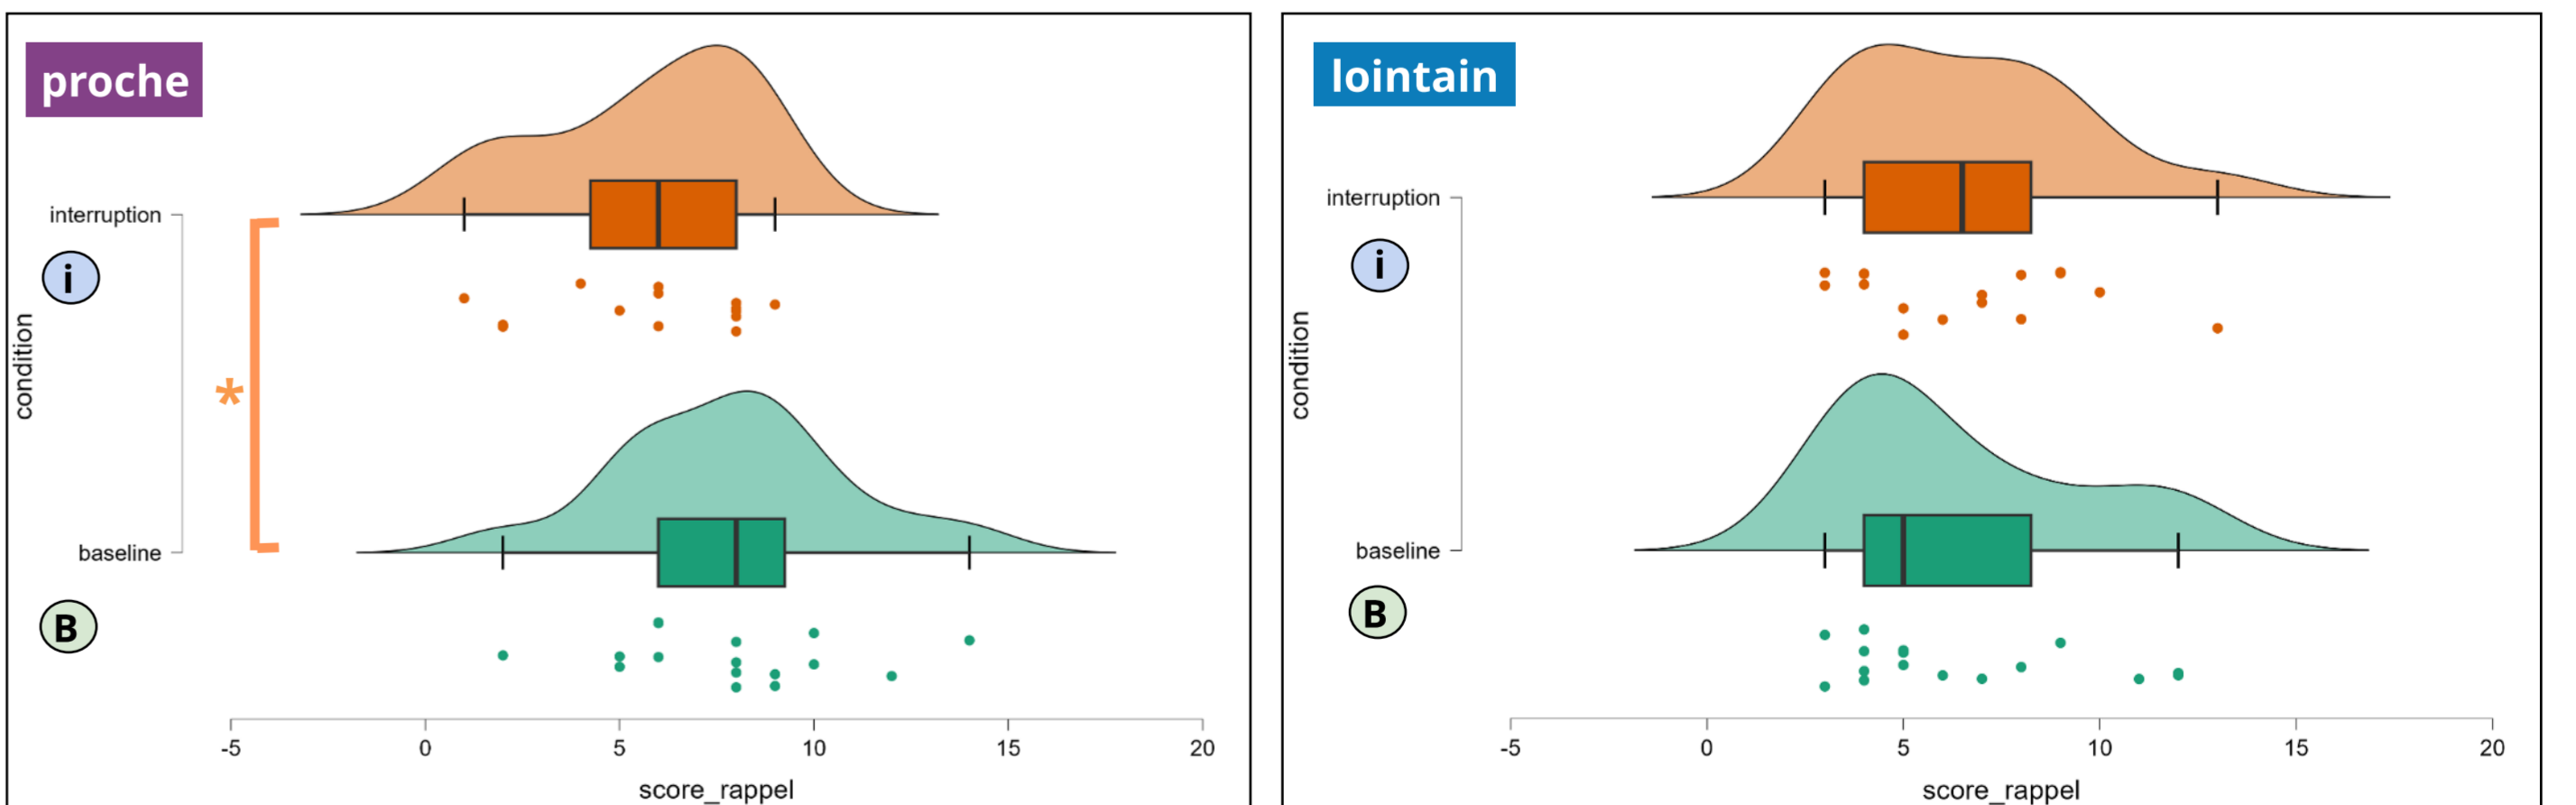 proche
interruption
i
condition
*
baseline
B
-5 0 5 10 15 20
score_rappel
lointain
interruption
i
condition
baseline
B
-5 0 5 10 15 20
score_rappel